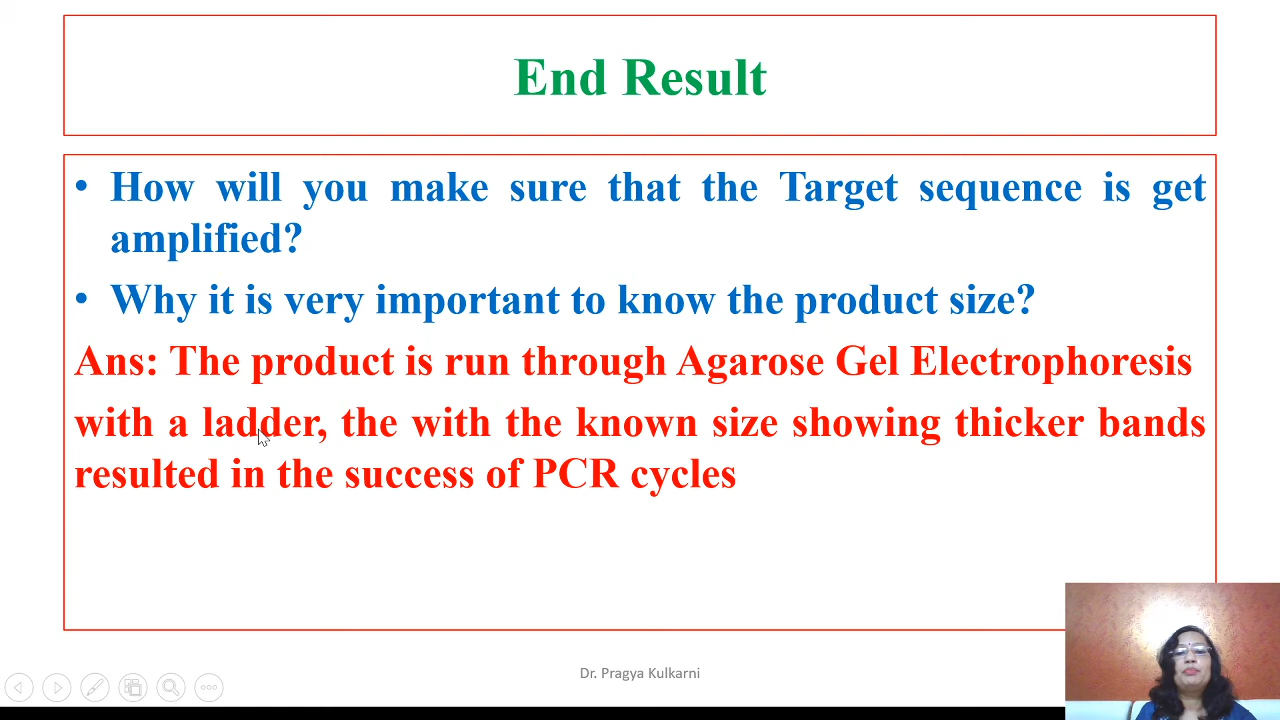 End Result
• How will you make sure that the Target sequence is get
amplified?
• Why it is very important to know the product size?
Ans: The product is run through Agarose Gel Electrophoresis
with a ladder, the with the known size showing thicker bands
resulted in the success of PCR cycles
Dr. Pragya Kulkarni